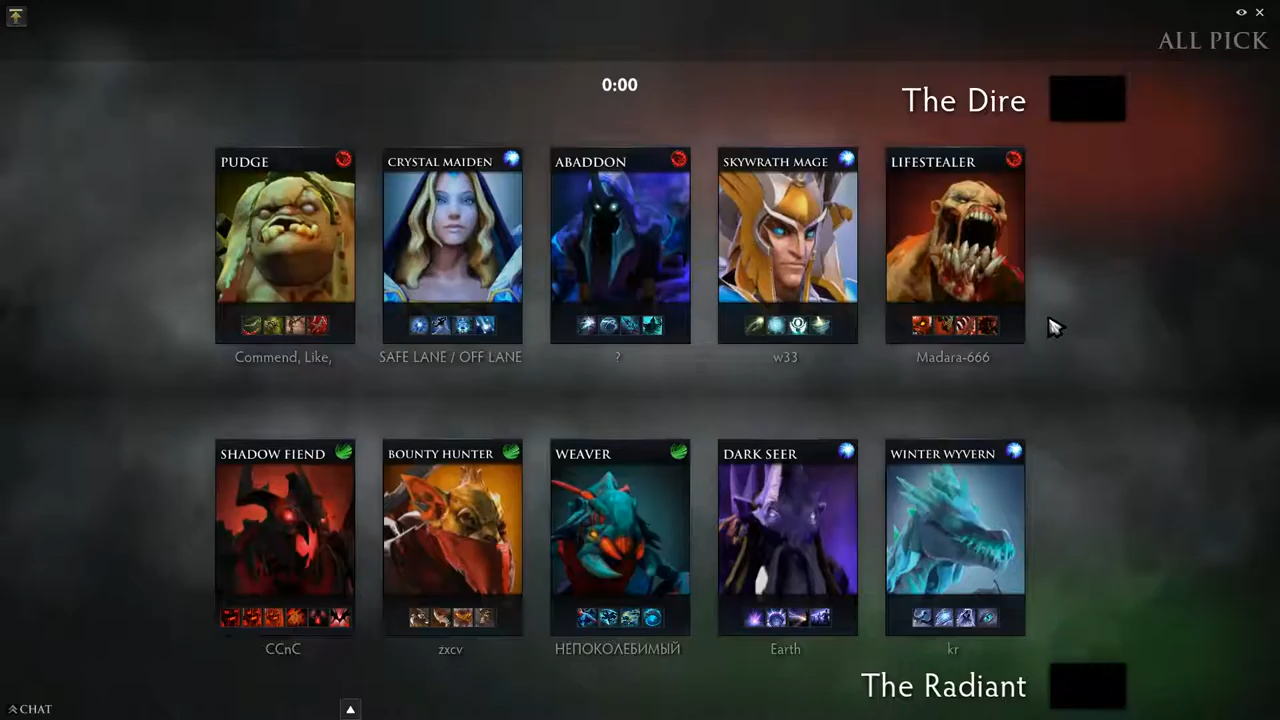 ALL PICK
0:00
The Dire
PUDGE
CRYSTAL MAIDEN
ABADDON
SKYWRATH MAGE
LIFESTEALER
Commend, Like,
SAFE LANE / OFF LANE
?
w33
Madara-666
SHADOW FIEND
BOUNTY HUNTER
WEAVER
DARK SEER
WINTER WYVERN
CCnC
zxcv
НЕПОКОЛЕБИМЫЙ
Earth
kr
The Radiant
CHAT